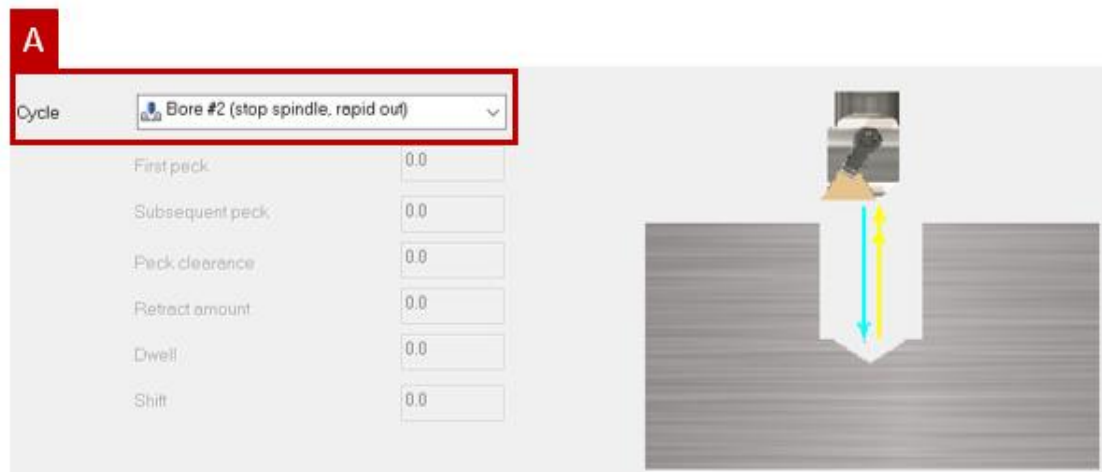 A
Cycle Bore #2 (stop spindle, rapid out)
First peck 0.0
Subsequent peck 0.0
Peck clearance 0.0
Retract amount 0.0
Dwell 0.0
Shift 0.0